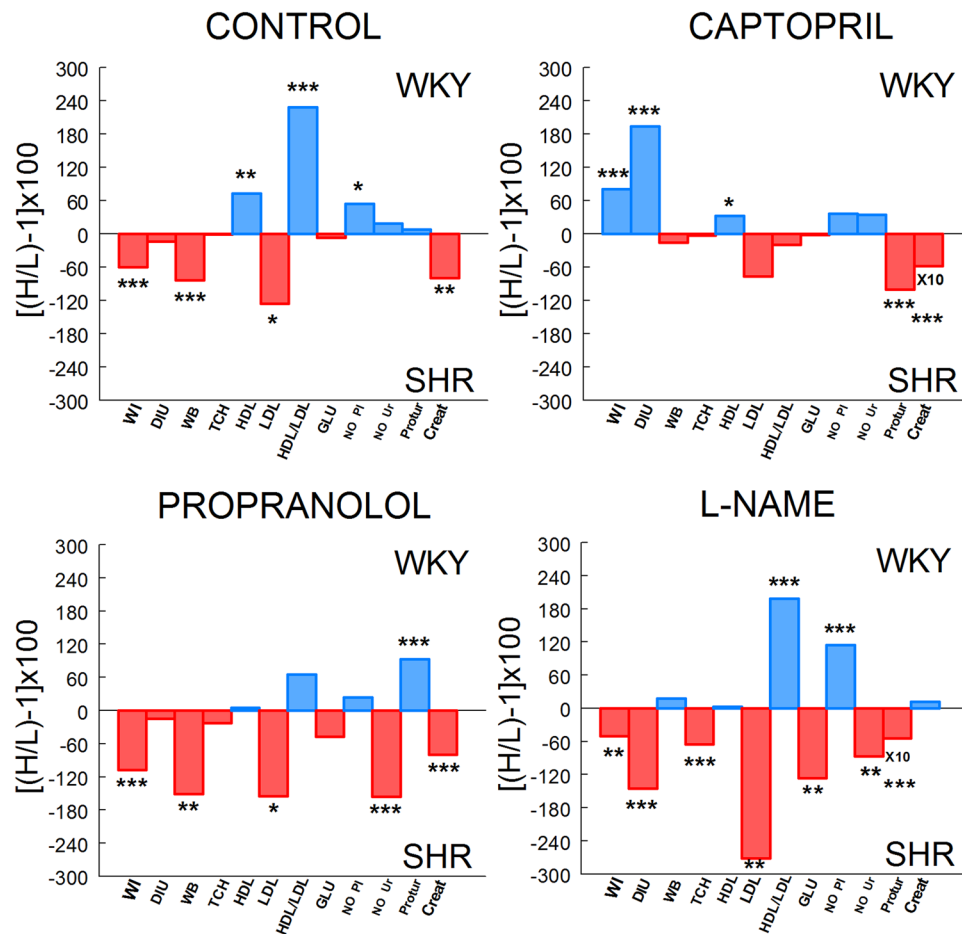 CONTROL
[(H/L)-1]x100
300
240
180
120
60
0
-60
-120
-180
-240
-300
WKY
SHR
***
***
**
*
***
*
**
WI
DIU
WB
TCH
HDL
LDL
HDL/LDL
GLU
NO Pl
NO Ur
Protur
Creat
CAPTOPRIL
[(H/L)-1]x100
300
240
180
120
60
0
-60
-120
-180
-240
-300
WKY
SHR
***
***
*
***
X10
***
WI
DIU
WB
TCH
HDL
LDL
HDL/LDL
GLU
NO Pl
NO Ur
Protur
Creat
PROPRANOLOL
[(H/L)-1]x100
300
240
180
120
60
0
-60
-120
-180
-240
-300
WKY
SHR
***
**
*
***
***
***
WI
DIU
WB
TCH
HDL
LDL
HDL/LDL
GLU
NO Pl
NO Ur
Protur
Creat
L-NAME
[(H/L)-1]x100
300
240
180
120
60
0
-60
-120
-180
-240
-300
WKY
SHR
**
***
***
**
***
**
***
**
X10
***
WI
DIU
WB
TCH
HDL
LDL
HDL/LDL
GLU
NO Pl
NO Ur
Protur
Creat